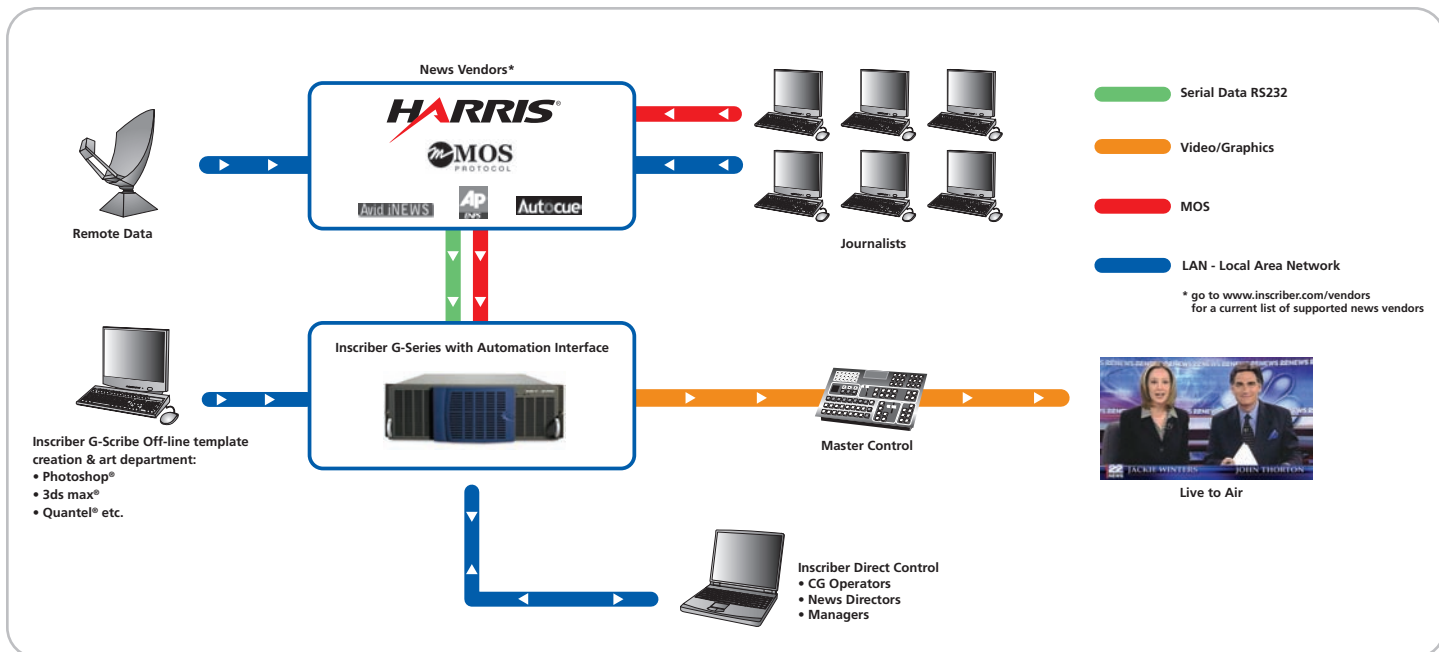 News Vendors*
HARRIS®
MOS
PROTOCOL
Avid iNEWS
AP
ENPS
Autocue
Remote Data
Journalists
Serial Data RS232
Video/Graphics
MOS
LAN - Local Area Network
* go to www.inscriber.com/vendors
for a current list of supported news vendors
Inscriber G-Series with Automation Interface
Inscriber G-Scribe Off-line template
creation & art department:
• Photoshop®
• 3ds max®
• Quantel® etc.
Master Control
22
NEWS
JACKIE WINTERS
JOHN THORTON
Live to Air
Inscriber Direct Control
• CG Operators
• News Directors
• Managers